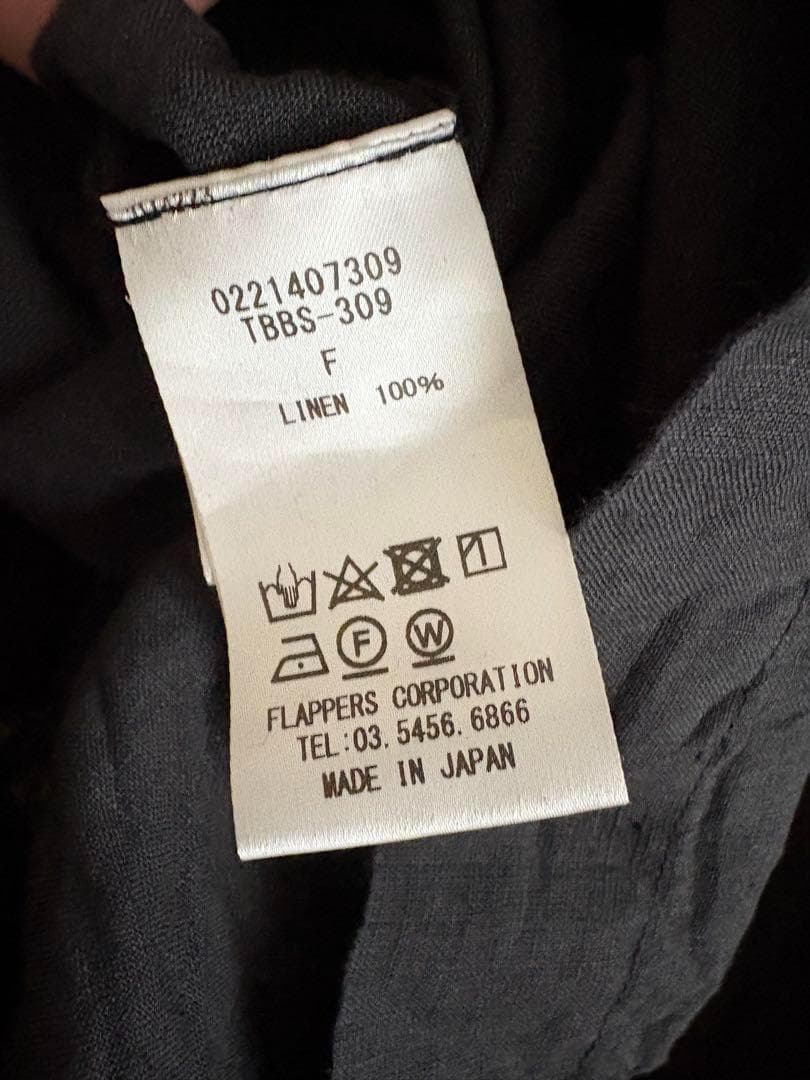 0221407309
TBBS-309
F
LINEN 100%
F W
FLAPPERS CORPORATION
TEL:03.5456.6866
MADE IN JAPAN